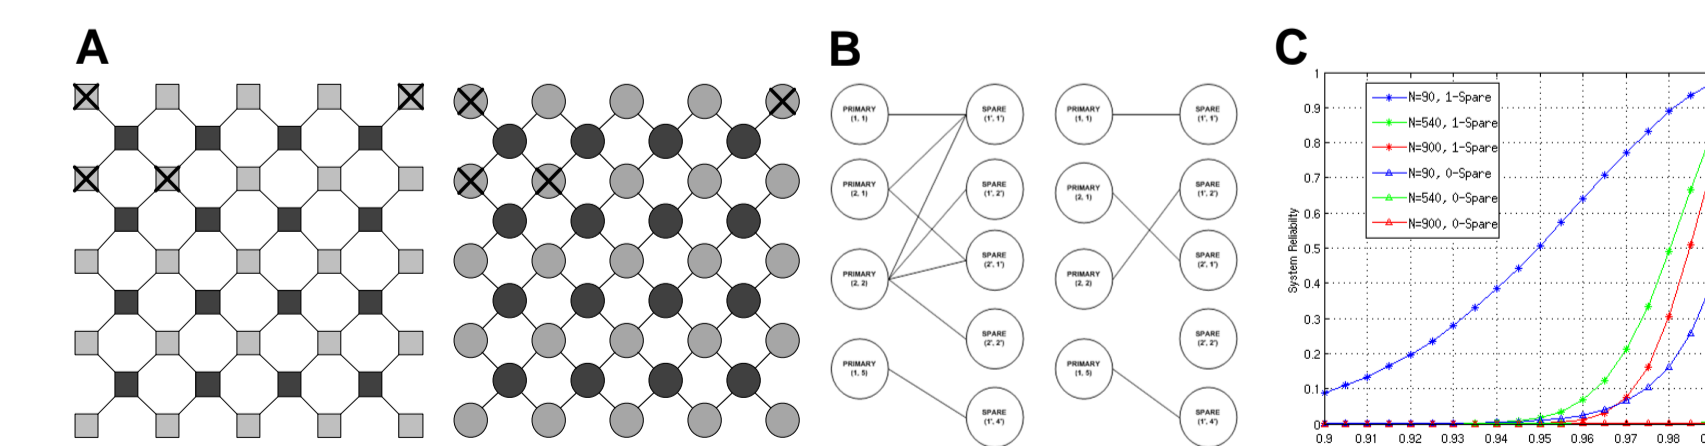 A
B
C
PRIMARY
(1, 1)
PRIMARY
(2, 1)
PRIMARY
(2, 2)
PRIMARY
(1, 5)
SPARE
(1', 1')
SPARE
(1', 2')
SPARE
(2', 1')
SPARE
(2', 2')
SPARE
(1', 4')
PRIMARY
(1, 1)
PRIMARY
(2, 1)
PRIMARY
(2, 2)
PRIMARY
(1, 5)
SPARE
(1', 1')
SPARE
(1', 2')
SPARE
(2', 1')
SPARE
(2', 2')
SPARE
(1', 4')
System Reliabilty
1
0.9
0.8
0.7
0.6
0.5
0.4
0.3
0.2
0.1
0
N=90, 1-Spare
N=540, 1-Spare
N=900, 1-Spare
N=90, 0-Spare
N=540, 0-Spare
N=900, 0-Spare
0.9 0.91 0.92 0.93 0.94 0.95 0.96 0.97 0.98